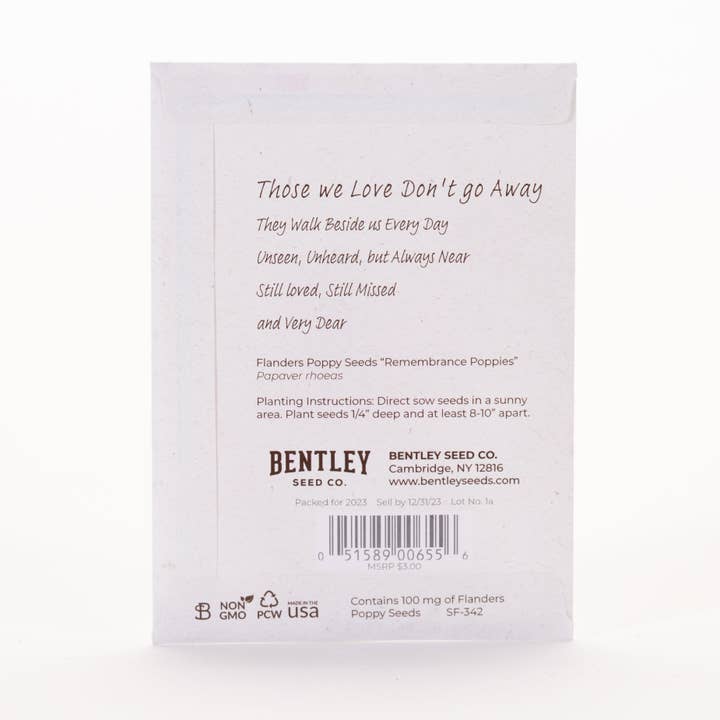 Those we Love Don't go Away
They Walk Beside us Every Day
Unseen, Unheard, but Always Near
Still loved, Still Missed
and Very Dear
Flanders Poppy Seeds “Remembrance Poppies”
Papaver rhoeas
Planting Instructions: Direct sow seeds in a sunny
area. Plant seeds 1/4” deep and at least 8-10” apart.
BENTLEY
SEED CO.
BENTLEY SEED CO.
Cambridge, NY 12816
www.bentleyseeds.com
Packed for 2023 Sell by 12/31/23 Lot No. 1a
0 51589 00655 6
MSRP $3.00
B
NON
GMO
PCW
MADE IN THE
usa
Contains 100 mg of Flanders
Poppy Seeds SF-342